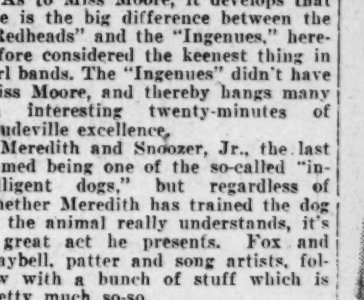 As to Miss Moore, it develops that
e is the big difference between the
Redheads" and the "Ingenues," here-
fore considered the keenest thing in
rl bands. The "Ingenues" didn't have
iss Moore, and thereby hangs many
interesting twenty-minutes of
udeville excellence.
Meredith and Snoozer, Jr., the last
med being one of the so-called "in-
lligent dogs," but regardless of
hether Meredith has trained the dog
the animal really understands, it's
great act he presents. Fox and
aybell, patter and song artists, fol-
w with a bunch of stuff which is
etty much so-so.